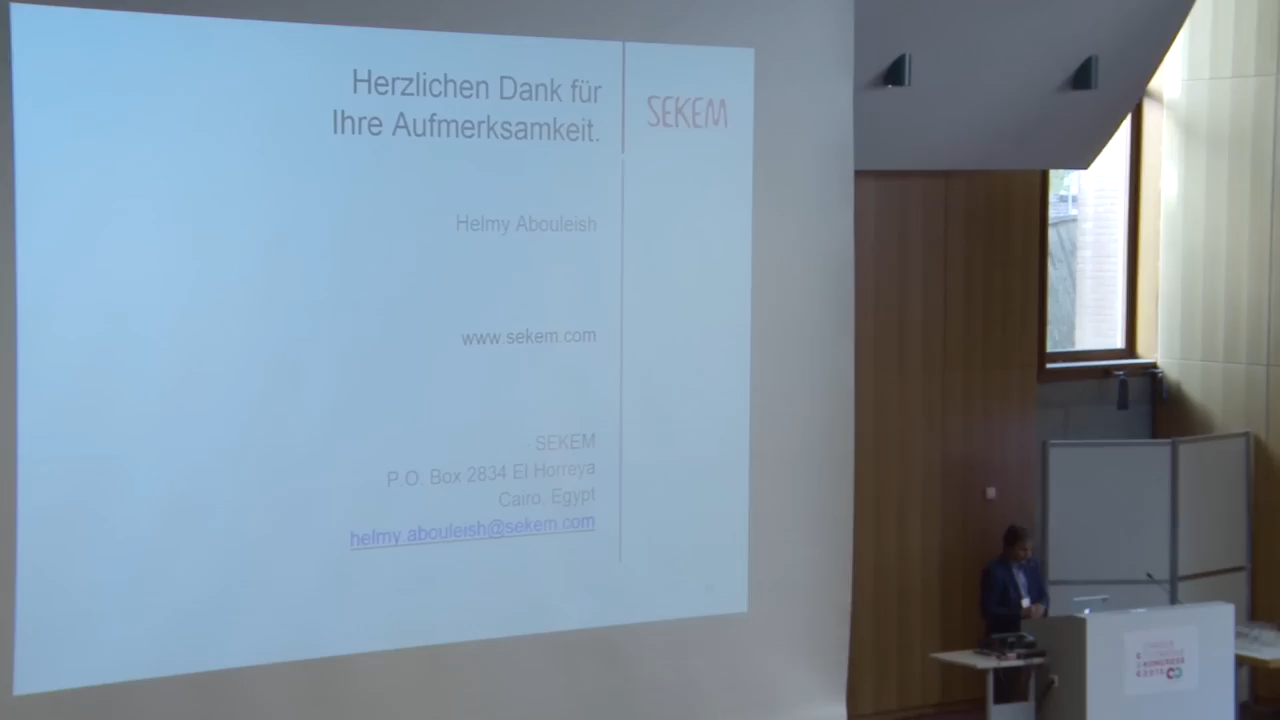 Herzlichen Dank für
Ihre Aufmerksamkeit.
SEKEM
Helmy Abouleish
www.sekem.com
SEKEM
P.O. Box 2834 El Horreya
Cairo, Egypt
helmy.abouleish@sekem.com
KONGRESS